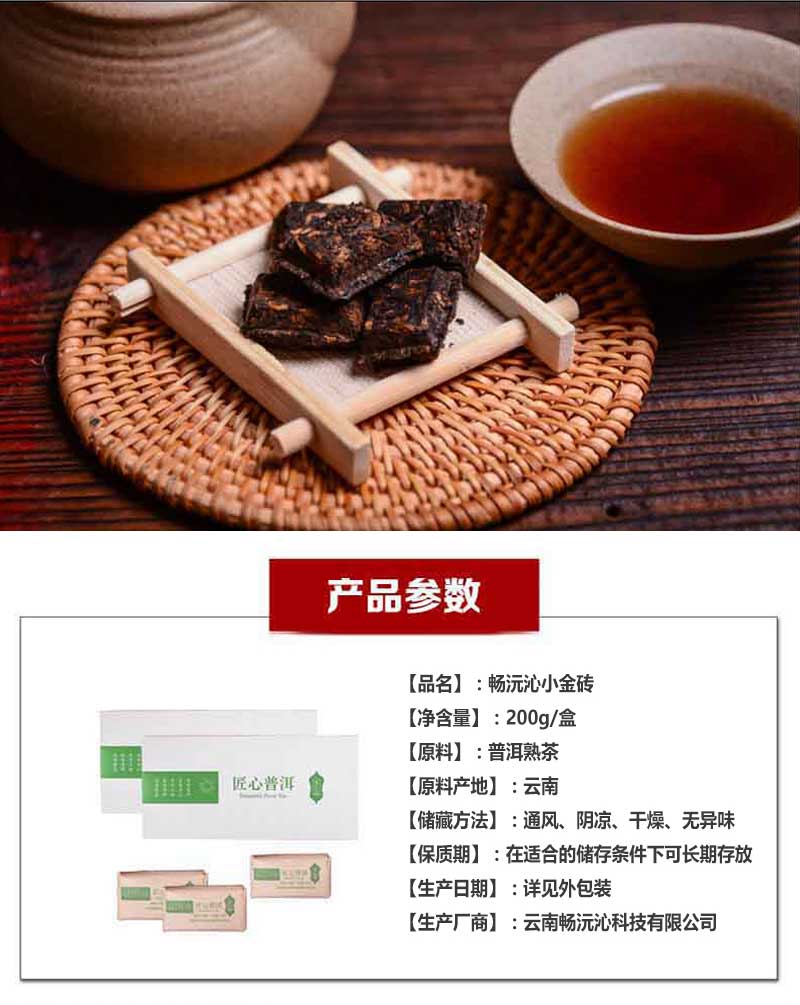 产品参数
【品名】：畅沅沁小金砖
【净含量】：200g/盒
【原料】：普洱熟茶
【原料产地】：云南
【储藏方法】：通风、阴凉、干燥、无异味
【保质期】：在适合的储存条件下可长期存放
【生产日期】：详见外包装
【生产厂商】：云南畅沅沁科技有限公司
匠心普洱